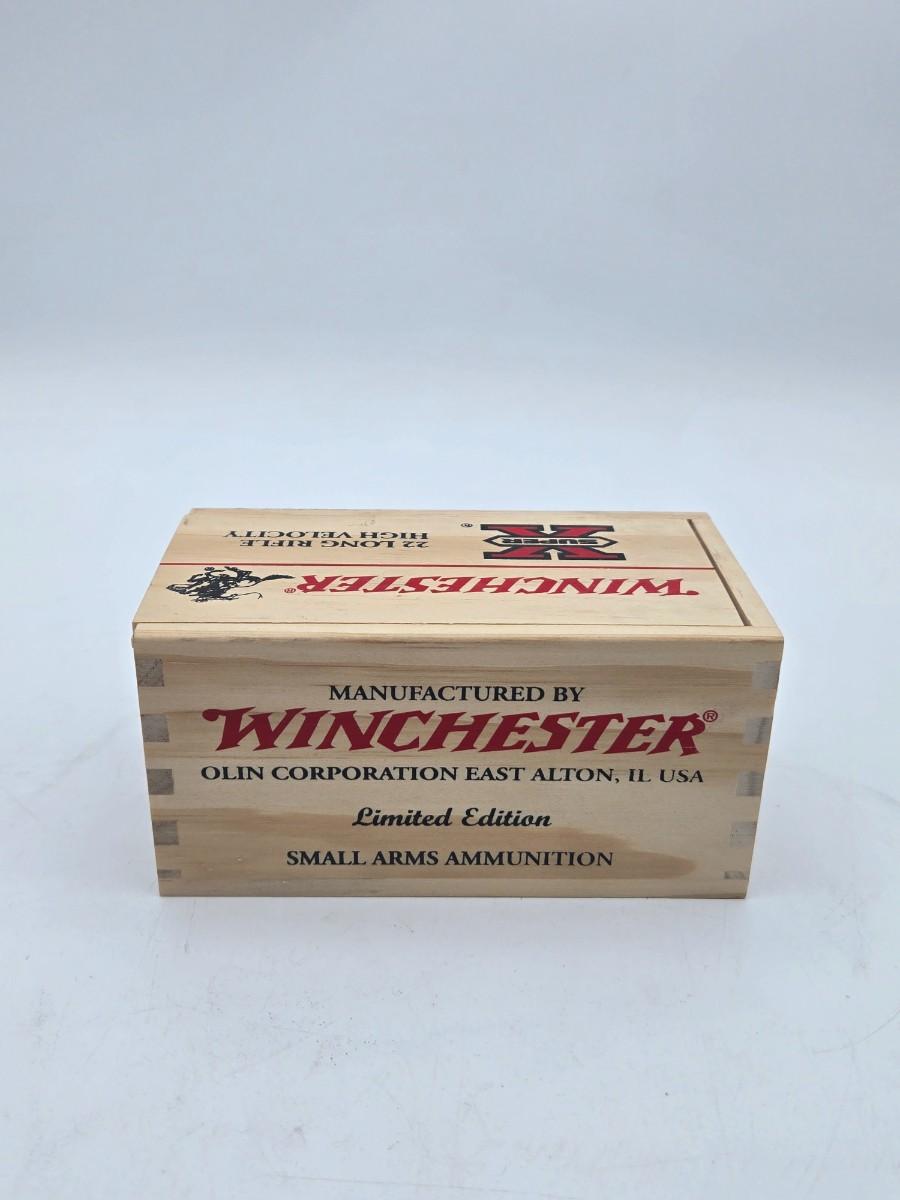 22 LONG RIFLE
HIGH VELOCITY
SUPER X ®
WINCHESTER®
MANUFACTURED BY
WINCHESTER®
OLIN CORPORATION EAST ALTON, IL USA
Limited Edition
SMALL ARMS AMMUNITION